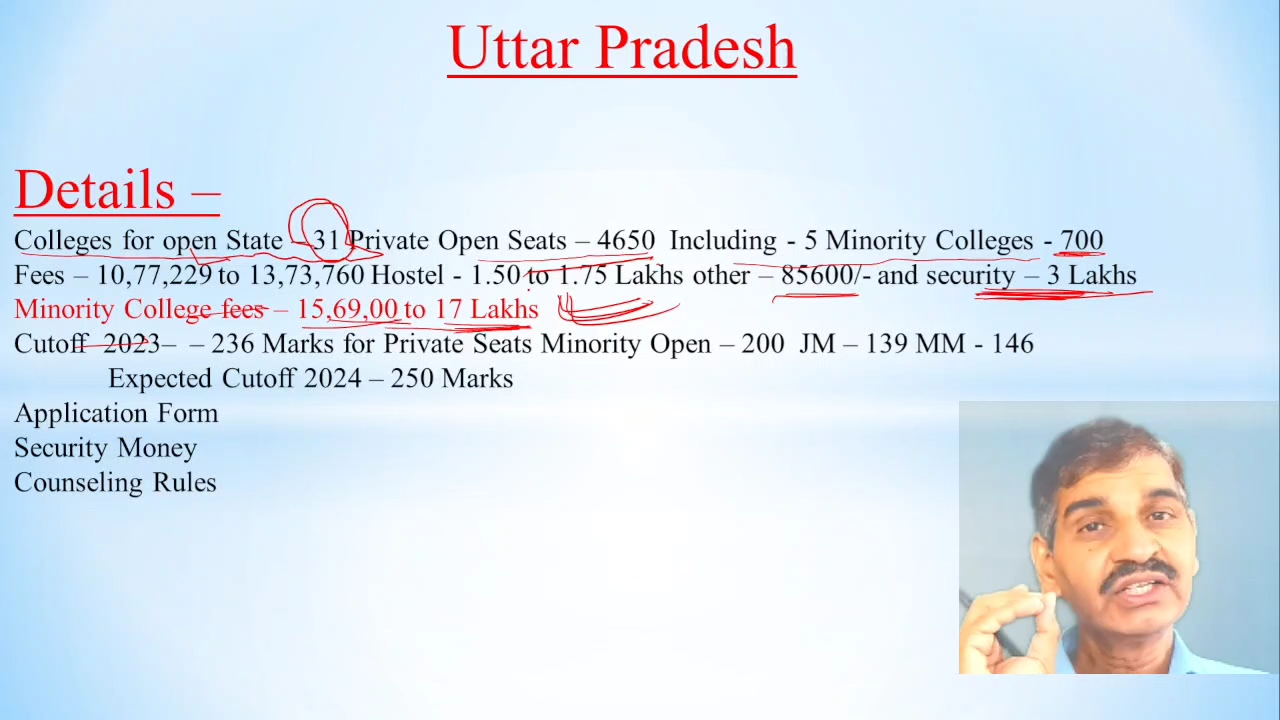 Uttar Pradesh
Details –
Colleges for open State – 31 Private Open Seats – 4650 Including - 5 Minority Colleges - 700
Fees – 10,77,229 to 13,73,760 Hostel - 1.50 to 1.75 Lakhs other – 85600/- and security – 3 Lakhs
Minority College fees – 15,69,00 to 17 Lakhs
Cutoff 2023– – 236 Marks for Private Seats Minority Open – 200 JM – 139 MM - 146
Expected Cutoff 2024 – 250 Marks
Application Form
Security Money
Counseling Rules